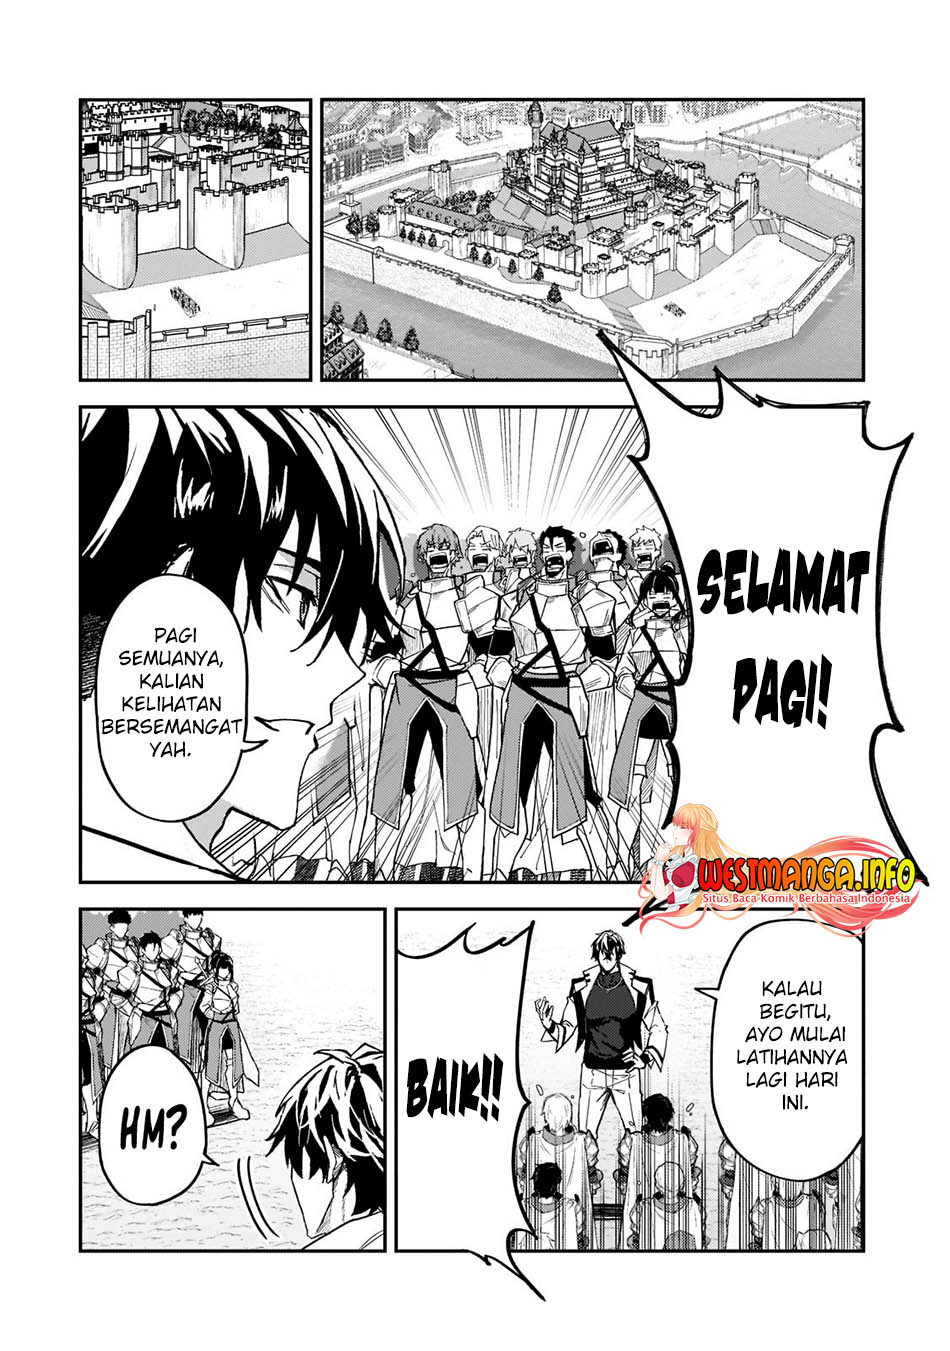 SELAMAT
PAGI!
PAGI
SEMUANYA,
KALIAN
KELIHATAN
BERSEMANGAT
YAH.
WESTMANGA.INFO
Situs Baca Komik Berbahasa Indonesia
KALAU
BEGITU,
AYO MULAI
LATIHANNYA
LAGI HARI
INI.
BAIK!!
HM?